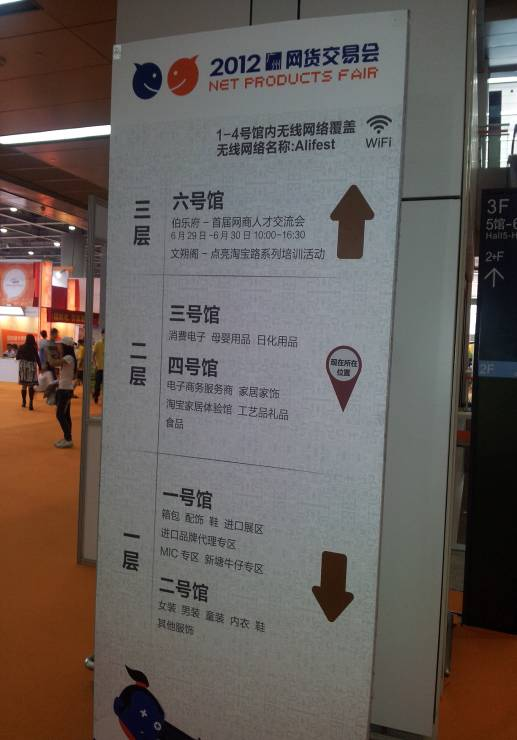 2012 广州 网货交易会
NET PRODUCTS FAIR
1-4号馆内无线网络覆盖
无线网络名称:Alifest
WiFi
三层
六号馆
伯乐府 - 首届网商人才交流会
6月29日 -6月30日 10:00-16:30
文朔阁 - 点亮淘宝路系列培训活动
二层
三号馆
消费电子 母婴用品 日化用品
四号馆
电子商务服务商 家居家饰
淘宝家居体验馆 工艺品礼品
食品
现在所在
位置
一层
一号馆
箱包 配饰 鞋 进口展区
进口品牌代理专区
MIC 专区 新塘牛仔专区
二号馆
女装 男装 童装 内衣 鞋
其他服饰
3F
5馆-6
Hall5-H
2+F
2F